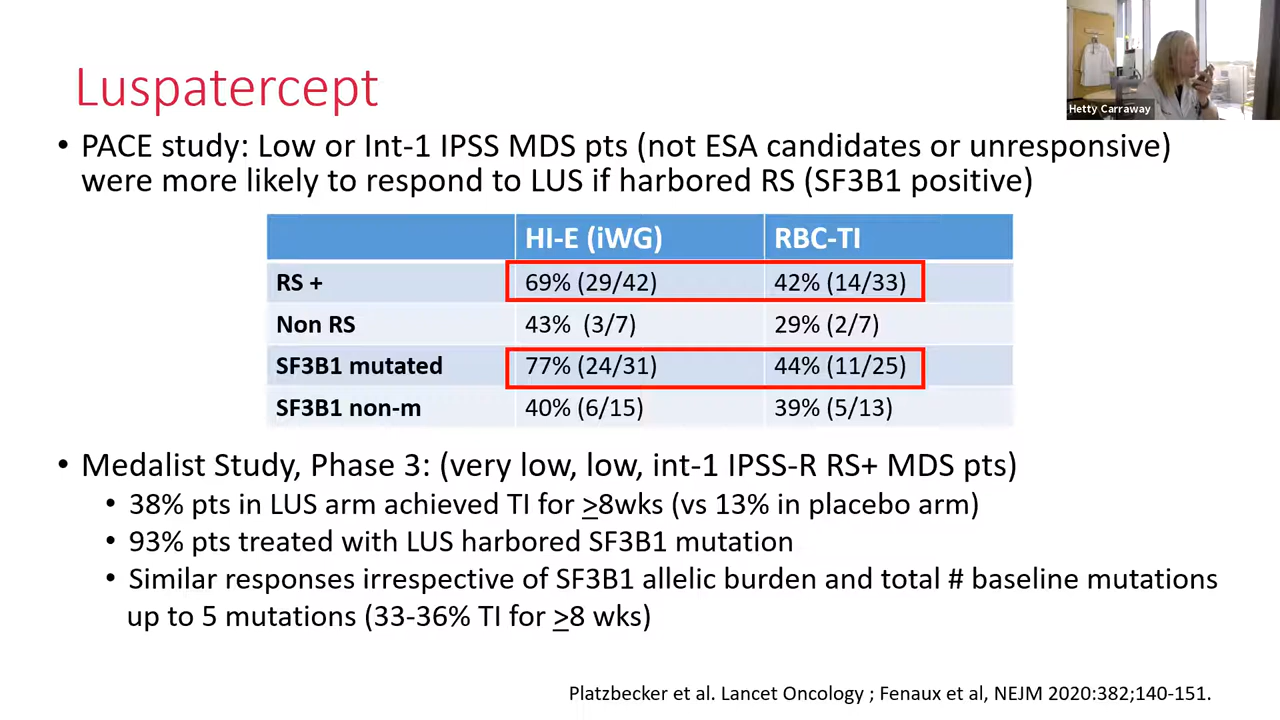 Hetty Carraway
Luspatercept
• PACE study: Low or Int-1 IPSS MDS pts (not ESA candidates or unresponsive)
were more likely to respond to LUS if harbored RS (SF3B1 positive)
HI-E (iWG) RBC-TI
RS + 69% (29/42) 42% (14/33)
Non RS 43% (3/7) 29% (2/7)
SF3B1 mutated 77% (24/31) 44% (11/25)
SF3B1 non-m 40% (6/15) 39% (5/13)
• Medalist Study, Phase 3: (very low, low, int-1 IPSS-R RS+ MDS pts)
• 38% pts in LUS arm achieved TI for ≥8wks (vs 13% in placebo arm)
• 93% pts treated with LUS harbored SF3B1 mutation
• Similar responses irrespective of SF3B1 allelic burden and total # baseline mutations
up to 5 mutations (33-36% TI for ≥8 wks)
Platzbecker et al. Lancet Oncology ; Fenaux et al, NEJM 2020:382;140-151.